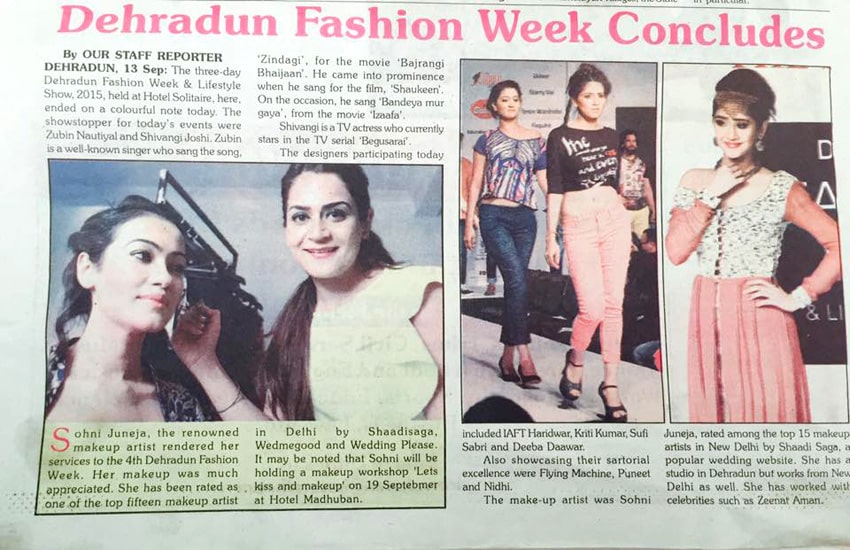 in particular.
Dehradun Fashion Week Concludes
By OUR STAFF REPORTER
DEHRADUN, 13 Sep: The three-day
Dehradun Fashion Week & Lifestyle
Show, 2015, held at Hotel Solitaire, here,
ended on a colourful note today. The
showstopper for today's events were
Zubin Nautiyal and Shivangi Joshi. Zubin
is a well-known singer who sang the song,
'Zindagi', for the movie 'Bajrangi
Bhaijaan'. He came into prominence
when he sang for the film, 'Shaukeen'.
On the occasion, he sang 'Bandeya mur
gaya', from the movie 'Izaafa'.
Shivangi is a TV actress who currently
stars in the TV serial 'Begusarai'.
The designers participating today
Sohni Juneja, the renowned
makeup artist rendered her
services to the 4th Dehradun Fashion
Week. Her makeup was much
appreciated. She has been rated as
one of the top fifteen makeup artist
in Delhi by Shaadisaga,
Wedmegood and Wedding Please.
It may be noted that Sohni will be
holding a makeup workshop 'Lets
kiss and makeup' on 19 Septebmer
at Hotel Madhuban.
included IAFT Haridwar, Kriti Kumar, Sufi
Sabri and Deeba Daawar.
Also showcasing their sartorial
excellence were Flying Machine, Puneet
and Nidhi.
The make-up artist was Sohni
Juneja, rated among the top 15 makeup
artists in New Delhi by Shaadi Saga, a
popular wedding website. She has a
studio in Dehradun but works from New
Delhi as well. She has worked with
celebrities such as Zeenat Aman.